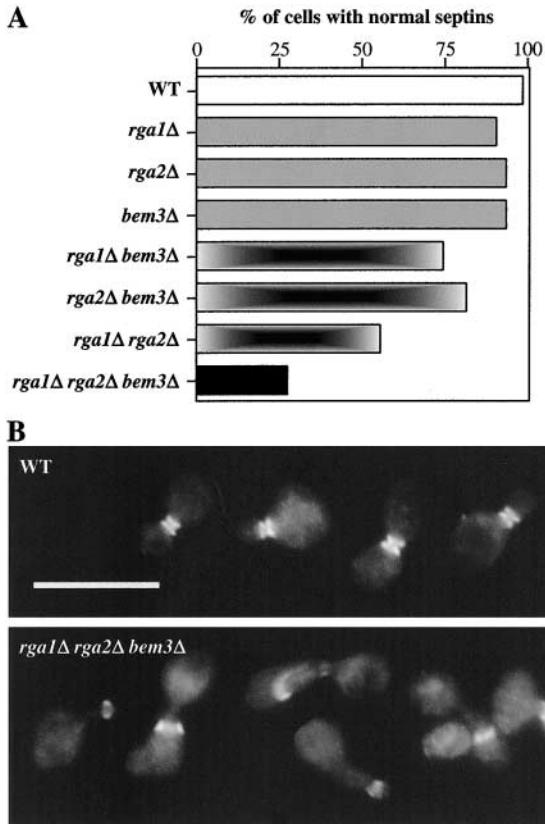 A
% of cells with normal septins
0 25 50 75 100
WT
rga1Δ
rga2Δ
bem3Δ
rga1Δ bem3Δ
rga2Δ bem3Δ
rga1Δ rga2Δ
rga1Δ rga2Δ bem3Δ
B
WT
rga1Δ rga2Δ bem3Δ